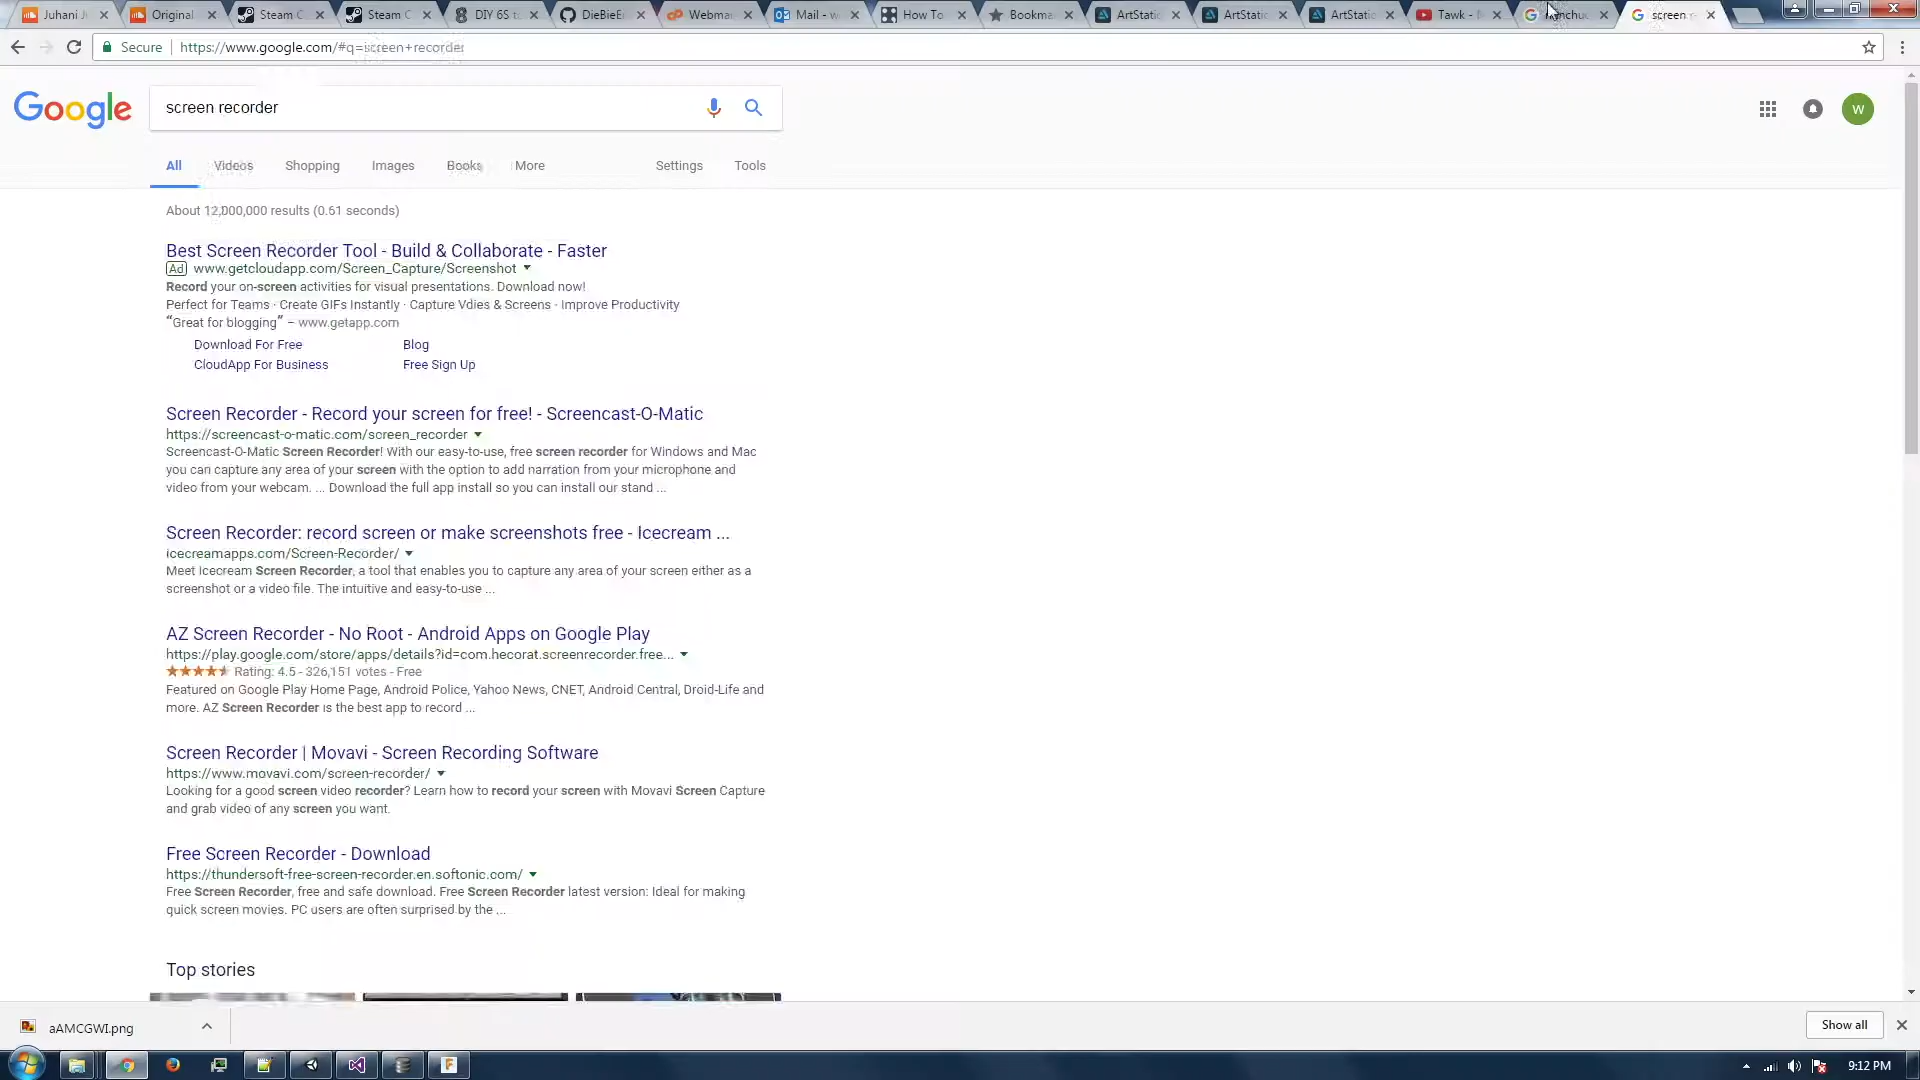 Juhani J
Original
Steam C
Steam C
DIY 6S t
DieBieE
Webma
Mail - w
How To
Bookma
ArtStatio
ArtStatio
ArtStatio
Tawk -
screen r
Secure https://www.google.com/#q=screen+recorder
Google
screen recorder
W
All Videos Shopping Images Books More Settings Tools
About 12,000,000 results (0.61 seconds)
Best Screen Recorder Tool - Build & Collaborate - Faster
Ad www.getcloudapp.com/Screen_Capture/Screenshot
Record your on-screen activities for visual presentations. Download now!
Perfect for Teams · Create GIFs Instantly · Capture Vdies & Screens · Improve Productivity
“Great for blogging” – www.getapp.com
Download For Free Blog
CloudApp For Business Free Sign Up
Screen Recorder - Record your screen for free! - Screencast-O-Matic
https://screencast-o-matic.com/screen_recorder
Screencast-O-Matic Screen Recorder! With our easy-to-use, free screen recorder for Windows and Mac
you can capture any area of your screen with the option to add narration from your microphone and
video from your webcam. ... Download the full app install so you can install our stand ...
Screen Recorder: record screen or make screenshots free - Icecream ...
icecreamapps.com/Screen-Recorder/
Meet Icecream Screen Recorder, a tool that enables you to capture any area of your screen either as a
screenshot or a video file. The intuitive and easy-to-use ...
AZ Screen Recorder - No Root - Android Apps on Google Play
https://play.google.com/store/apps/details?id=com.hecorat.screenrecorder.free...
Rating: 4.5 - 326,151 votes - Free
Featured on Google Play Home Page, Android Police, Yahoo News, CNET, Android Central, Droid-Life and
more. AZ Screen Recorder is the best app to record ...
Screen Recorder | Movavi - Screen Recording Software
https://www.movavi.com/screen-recorder/
Looking for a good screen video recorder? Learn how to record your screen with Movavi Screen Capture
and grab video of any screen you want.
Free Screen Recorder - Download
https://thundersoft-free-screen-recorder.en.softonic.com/
Free Screen Recorder, free and safe download. Free Screen Recorder latest version: Ideal for making
quick screen movies. PC users are often surprised by the ...
Top stories
aAMCGWI.png
Show all
9:12 PM